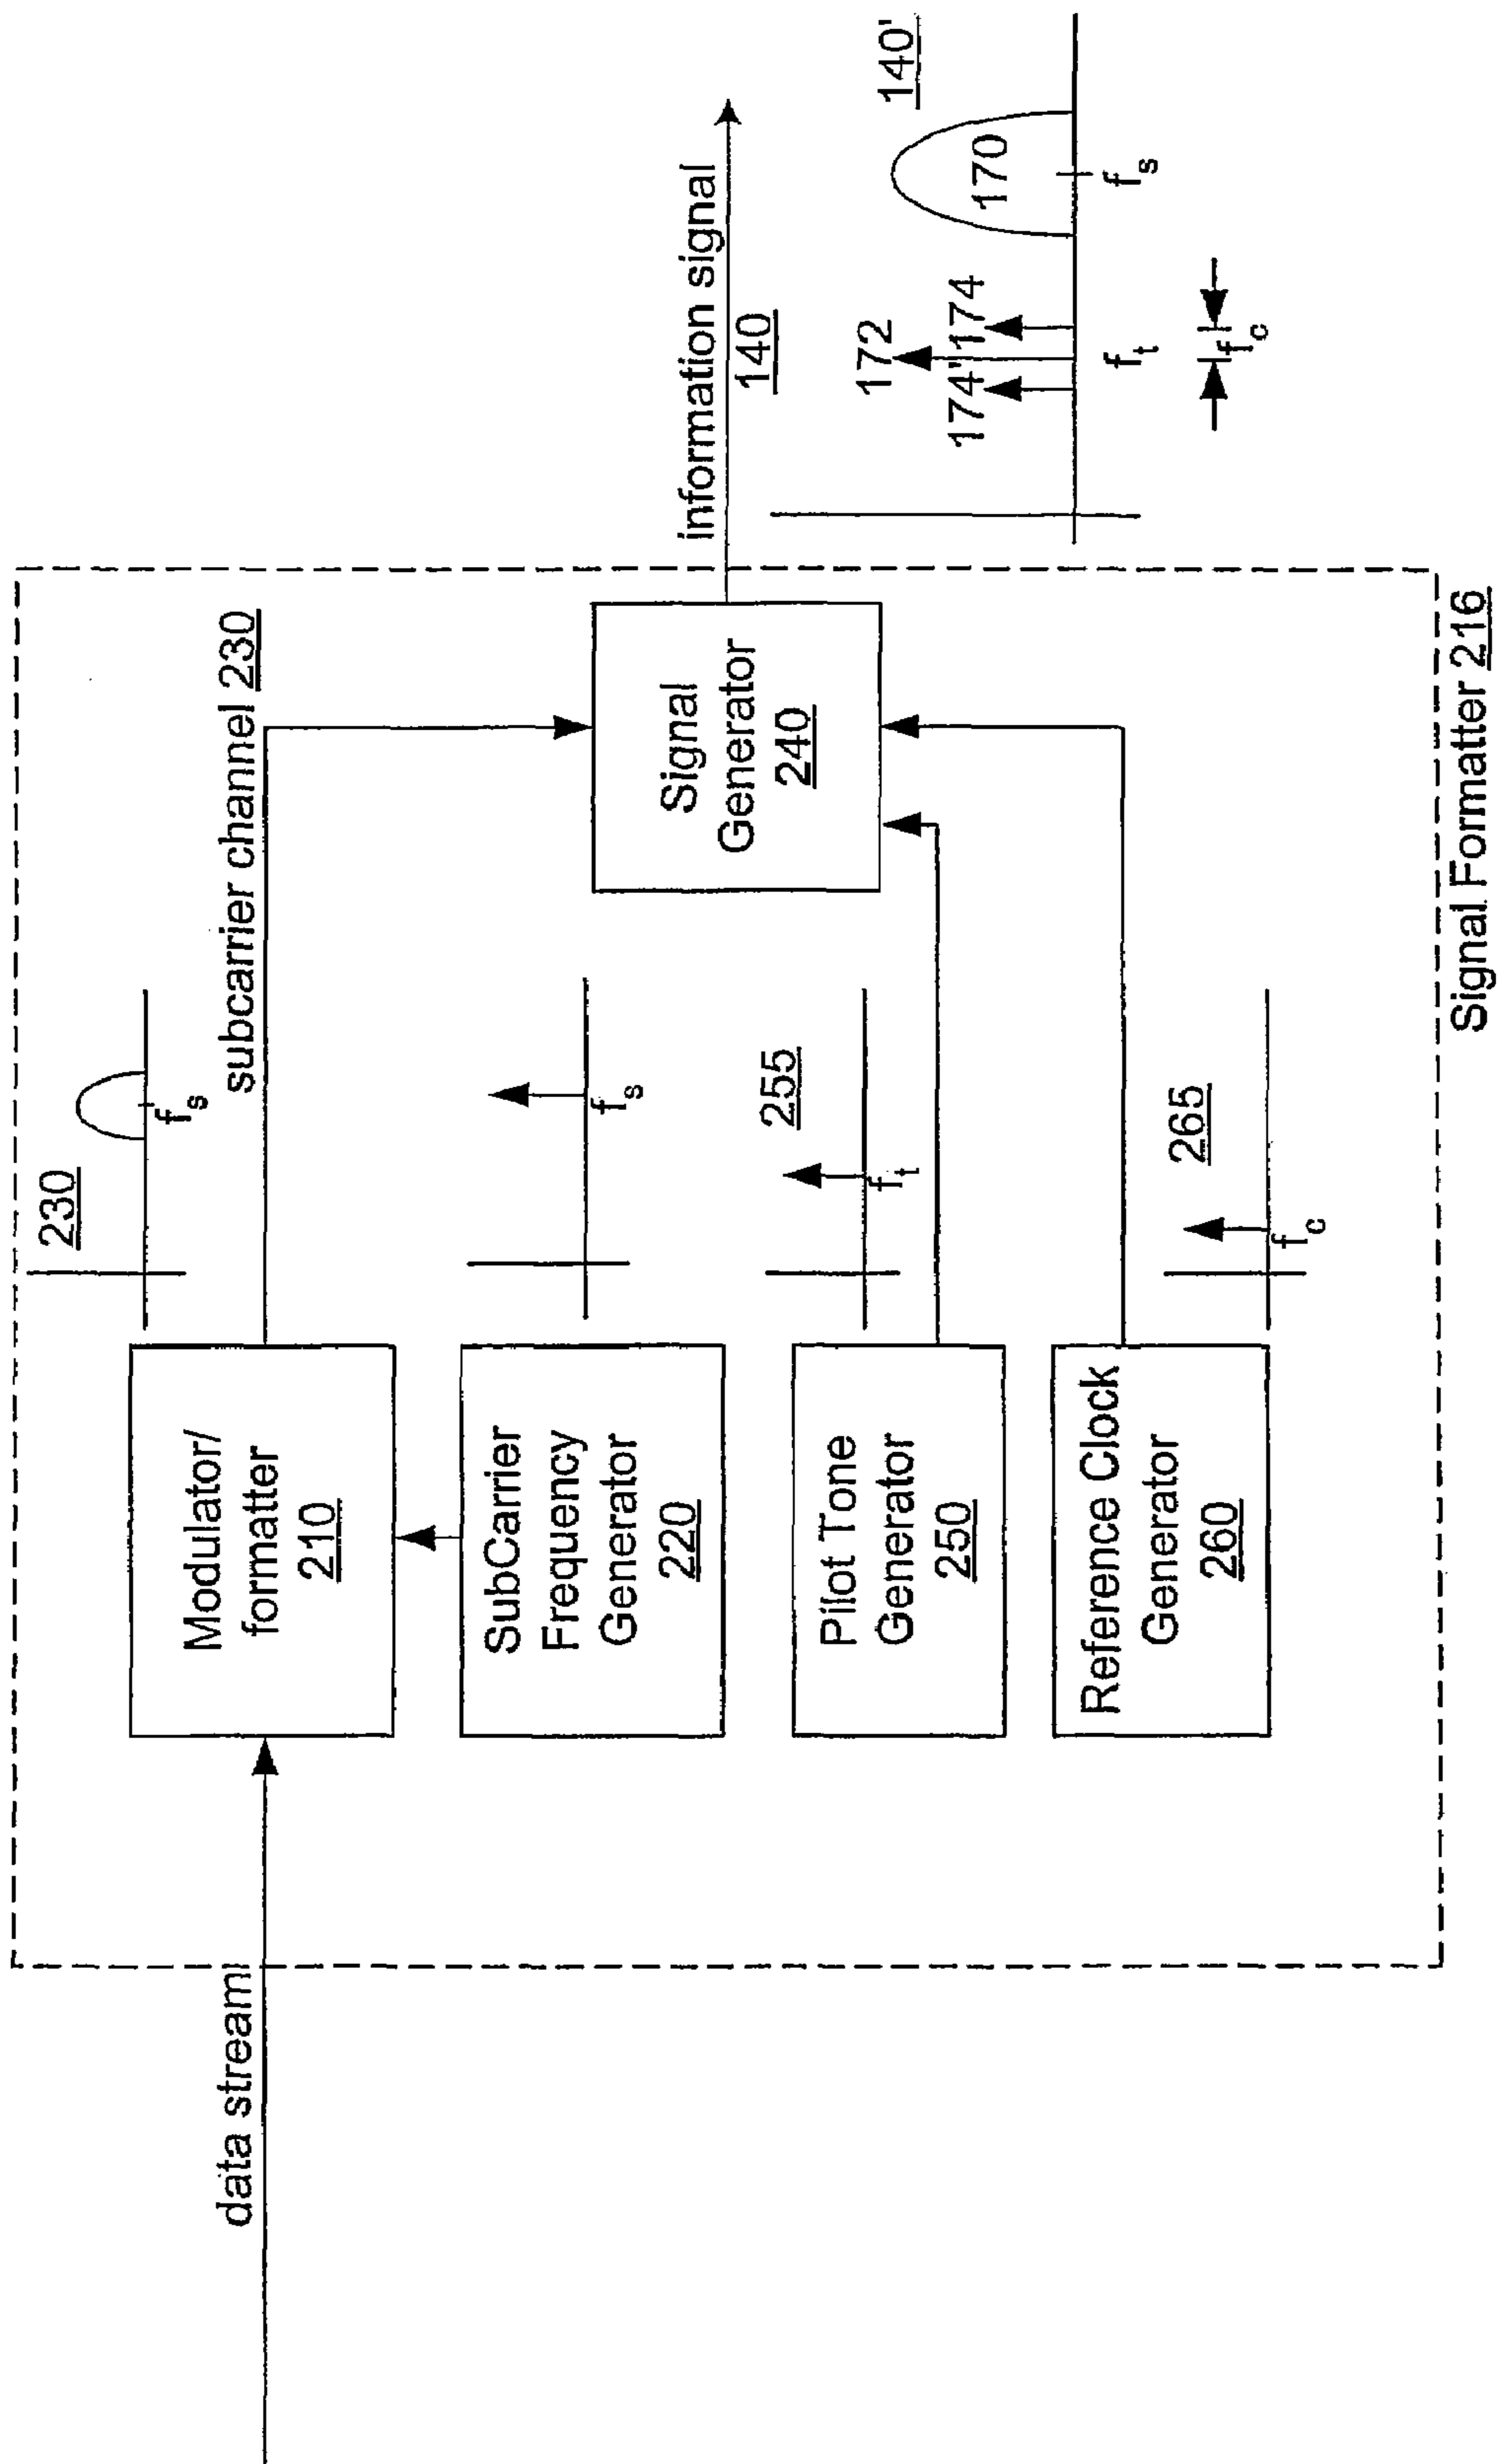 data stream
Modulator/
formatter
210
SubCarrier
Frequency
Generator
220
Pilot Tone
Generator
250
Reference Clock
Generator
260
230
fs
fs
255
ft
265
fc
subcarrier channel 230
Signal
Generator
240
Signal Formatter 216
information signal
140
140'
172
174'
174
170
ft
fs
fc